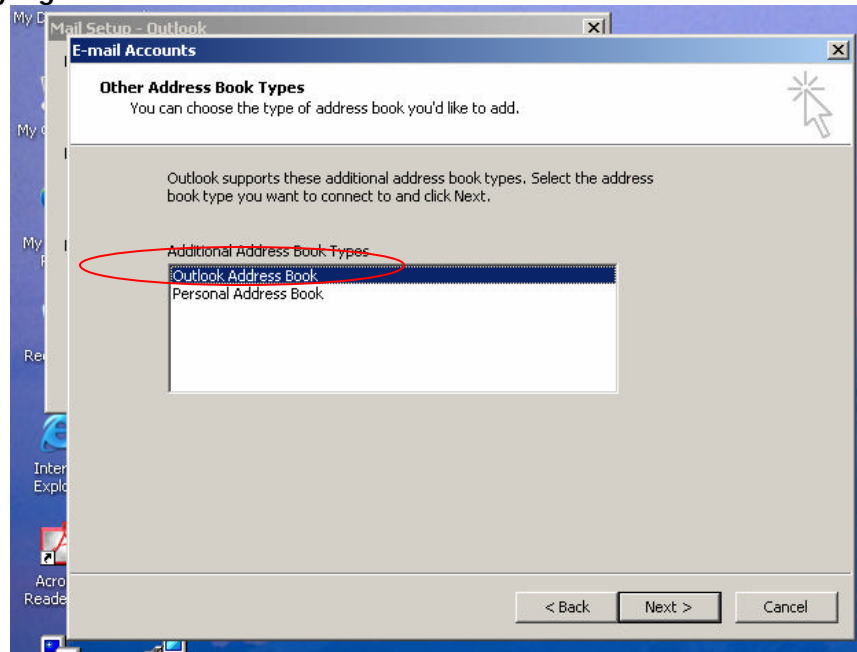 My
Mail Setup - Outlook
E-mail Accounts
Other Address Book Types
You can choose the type of address book you'd like to add.
My
Outlook supports these additional address book types. Select the address
book type you want to connect to and click Next.
My
Additional Address Book Types
Outlook Address Book
Personal Address Book
Inter
Explo
Acro
Reade
< Back
Next >
Cancel